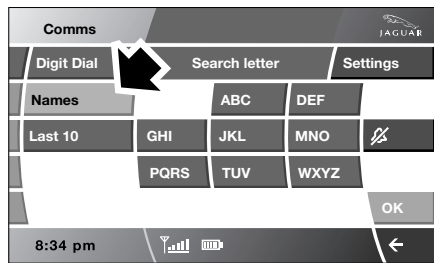 Comms
JAGUAR
Digit Dial Search letter Settings
Names ABC DEF
Last 10 GHI JKL MNO
PQRS TUV WXYZ
OK
8:34 pm